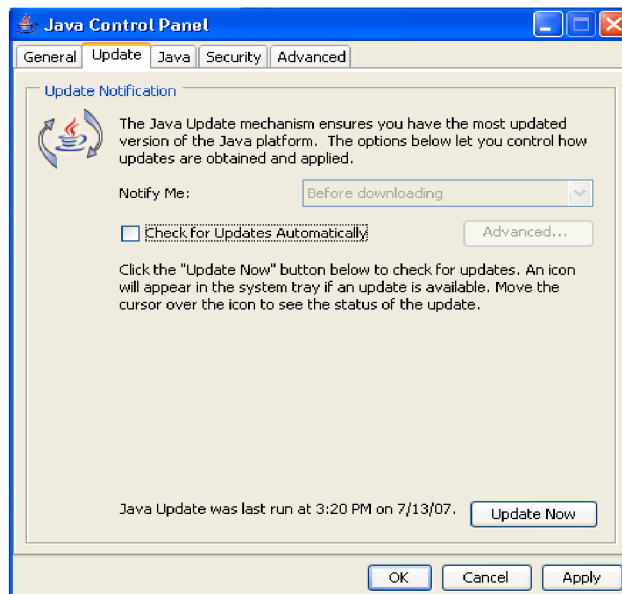 Java Control Panel
General Update Java Security Advanced
Update Notification
The Java Update mechanism ensures you have the most updated
version of the Java platform.  The options below let you control how
updates are obtained and applied.
Notify Me: Before downloading
Check for Updates Automatically Advanced...
Click the "Update Now" button below to check for updates. An icon
will appear in the system tray if an update is available. Move the
cursor over the icon to see the status of the update.
Java Update was last run at 3:20 PM on 7/13/07. Update Now
OK Cancel Apply